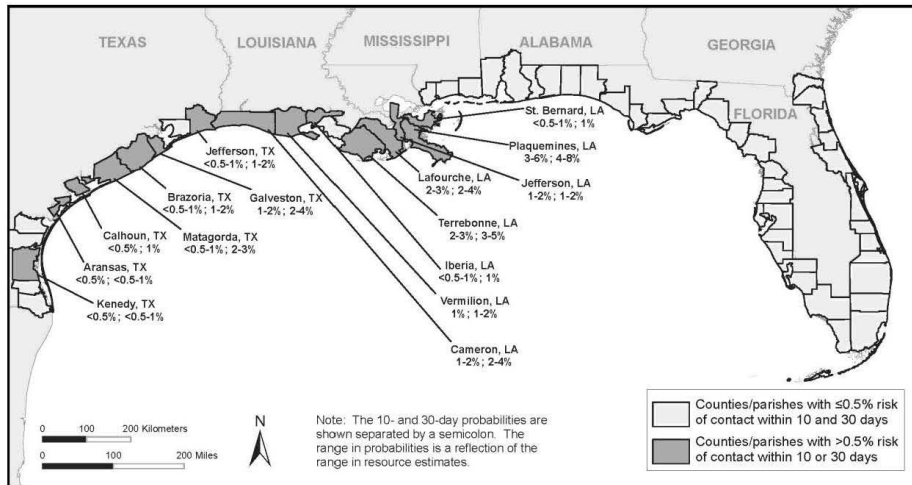 TEXAS
LOUISIANA
MISSISSIPPI
ALABAMA
GEORGIA
FLORIDA
St. Bernard, LA
<0.5-1%; 1%
Plaquemines, LA
3-6%; 4-8%
Jefferson, LA
1-2%; 1-2%
Lafourche, LA
2-3%; 2-4%
Terrebonne, LA
2-3%; 3-5%
Iberia, LA
<0.5-1%; 1%
Vermilion, LA
1%; 1-2%
Cameron, LA
1-2%; 2-4%
Jefferson, TX
<0.5-1%; 1-2%
Galveston, TX
1-2%; 2-4%
Brazoria, TX
<0.5-1%; 1-2%
Matagorda, TX
<0.5-1%; 2-3%
Calhoun, TX
<0.5%; 1%
Aransas, TX
<0.5%; <0.5-1%
Kenedy, TX
<0.5%; <0.5-1%
0 100 200 Kilometers
0 100 200 Miles
N
Note: The 10- and 30-day probabilities are
shown separated by a semicolon. The
range in probabilities is a reflection of the
range in resource estimates.
Counties/parishes with ≤0.5% risk
of contact within 10 and 30 days
Counties/parishes with >0.5% risk
of contact within 10 or 30 days